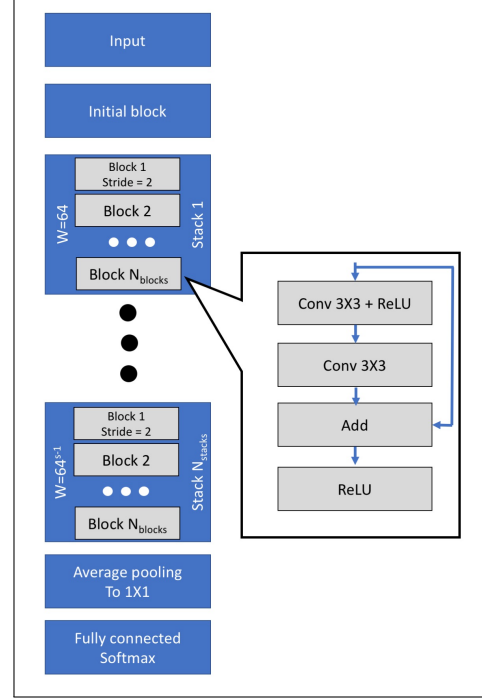 Input
Initial block
W=64
Block 1
Stride = 2
Block 2
Block N_blocks
Stack 1
Conv 3X3 + ReLU
Conv 3X3
Add
ReLU
W=64^s-1
Block 1
Stride = 2
Block 2
Block N_blocks
Stack N_stacks
Average pooling
To 1X1
Fully connected
Softmax